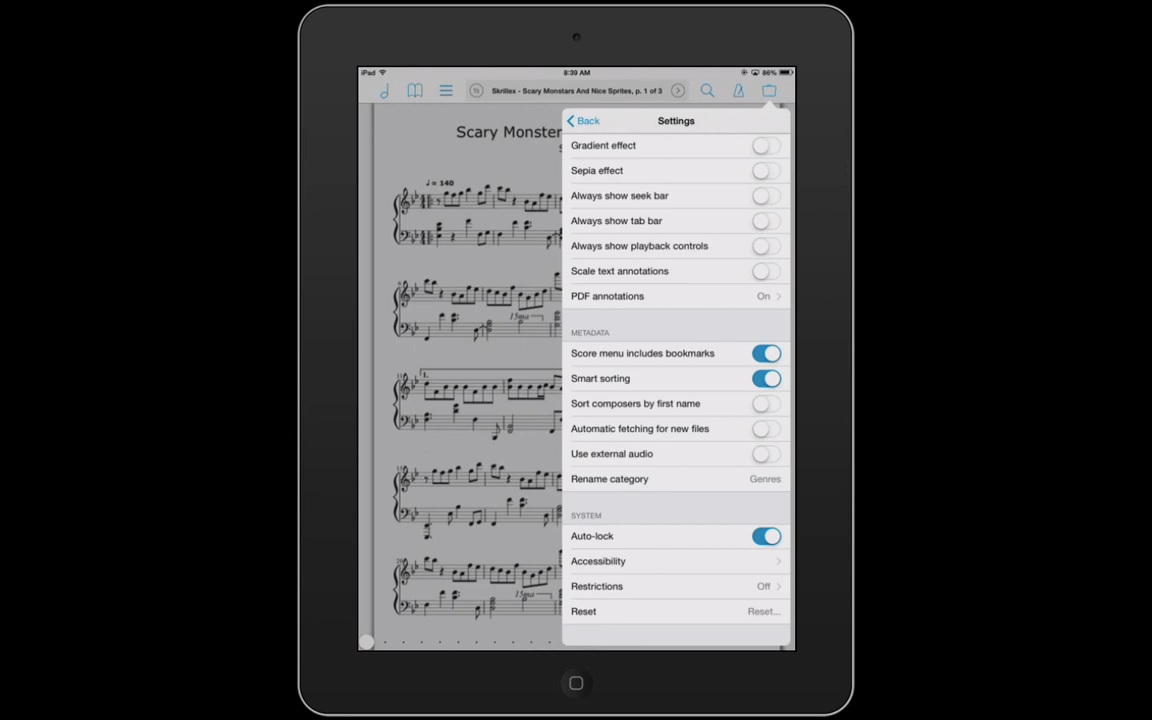 iPad 8:39 AM 86%
Skrillex - Scary Monstars And Nice Sprites, p. 1 of 3
Back Settings
Scary Monster
♩ = 140
Gradient effect
Sepia effect
Always show seek bar
Always show tab bar
Always show playback controls
Scale text annotations
15ma
PDF annotations On
METADATA
Score menu includes bookmarks
1.
Smart sorting
Sort composers by first name
Automatic fetching for new files
Use external audio
Rename category Genres
SYSTEM
Auto-lock
Accessibility
Restrictions Off
15ma
Reset Reset...